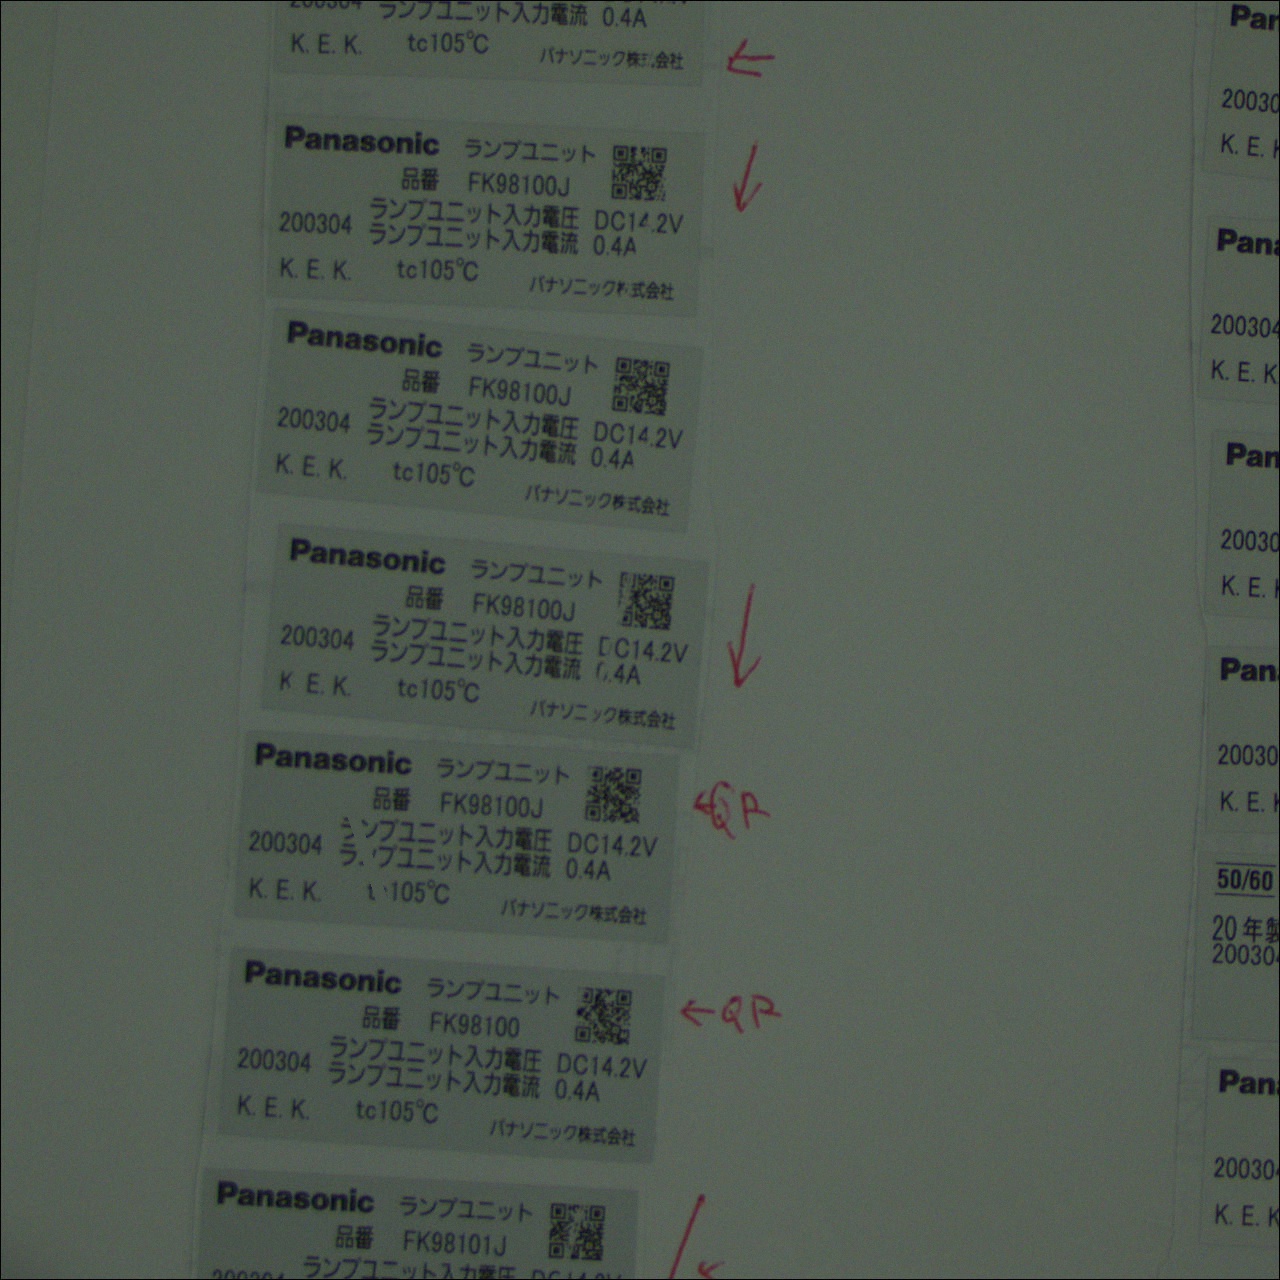 ランプユニット入力電流 0.4A
K. E. K. tc105℃ パナソニック株式会社
Panasonic ランプユニット
品番 FK98100J
ランプユニット入力電圧 DC14.2V
200304 ランプユニット入力電流 0.4A
K. E. K. tc105℃ パナソニック株式会社
Panasonic ランプユニット
品番 FK98100J
ランプユニット入力電圧 DC14.2V
200304 ランプユニット入力電流 0.4A
K. E. K. tc105℃ パナソニック株式会社
Panasonic ランプユニット
品番 FK98100J
ランプユニット入力電圧 DC14.2V
200304 ランプユニット入力電流 0.4A
K E. K. tc105℃ パナソニック株式会社
Panasonic ランプユニット
品番 FK98100J
ランプユニット入力電圧 DC14.2V
200304 ランプユニット入力電流 0.4A
K. E. K. tc105℃ パナソニック株式会社
←QR
Panasonic ランプユニット
品番 FK98100
ランプユニット入力電圧 DC14.2V
200304 ランプユニット入力電流 0.4A
K. E. K. tc105℃ パナソニック株式会社
←QR
Panasonic ランプユニット
品番 FK98101J
ランプユニット入力電圧 DC14.2V
Pan
20030
K. E.
Pana
200304
K. E. K
Pan
20030
K. E.
Pana
20030
K. E.
50/60
20年製
200304
Pan
200304
K. E. K